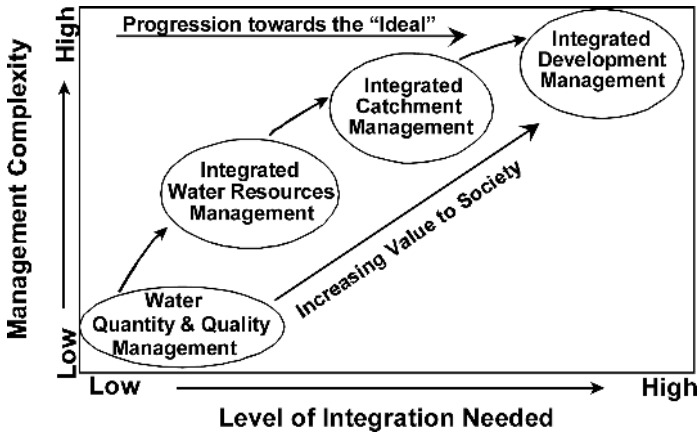 Progression towards the “Ideal”
Integrated
Development
Management
Integrated
Catchment
Management
Integrated
Water Resources
Management
Water
Quantity & Quality
Management
Increasing Value to Society
Management Complexity
High
Low
Low
High
Level of Integration Needed